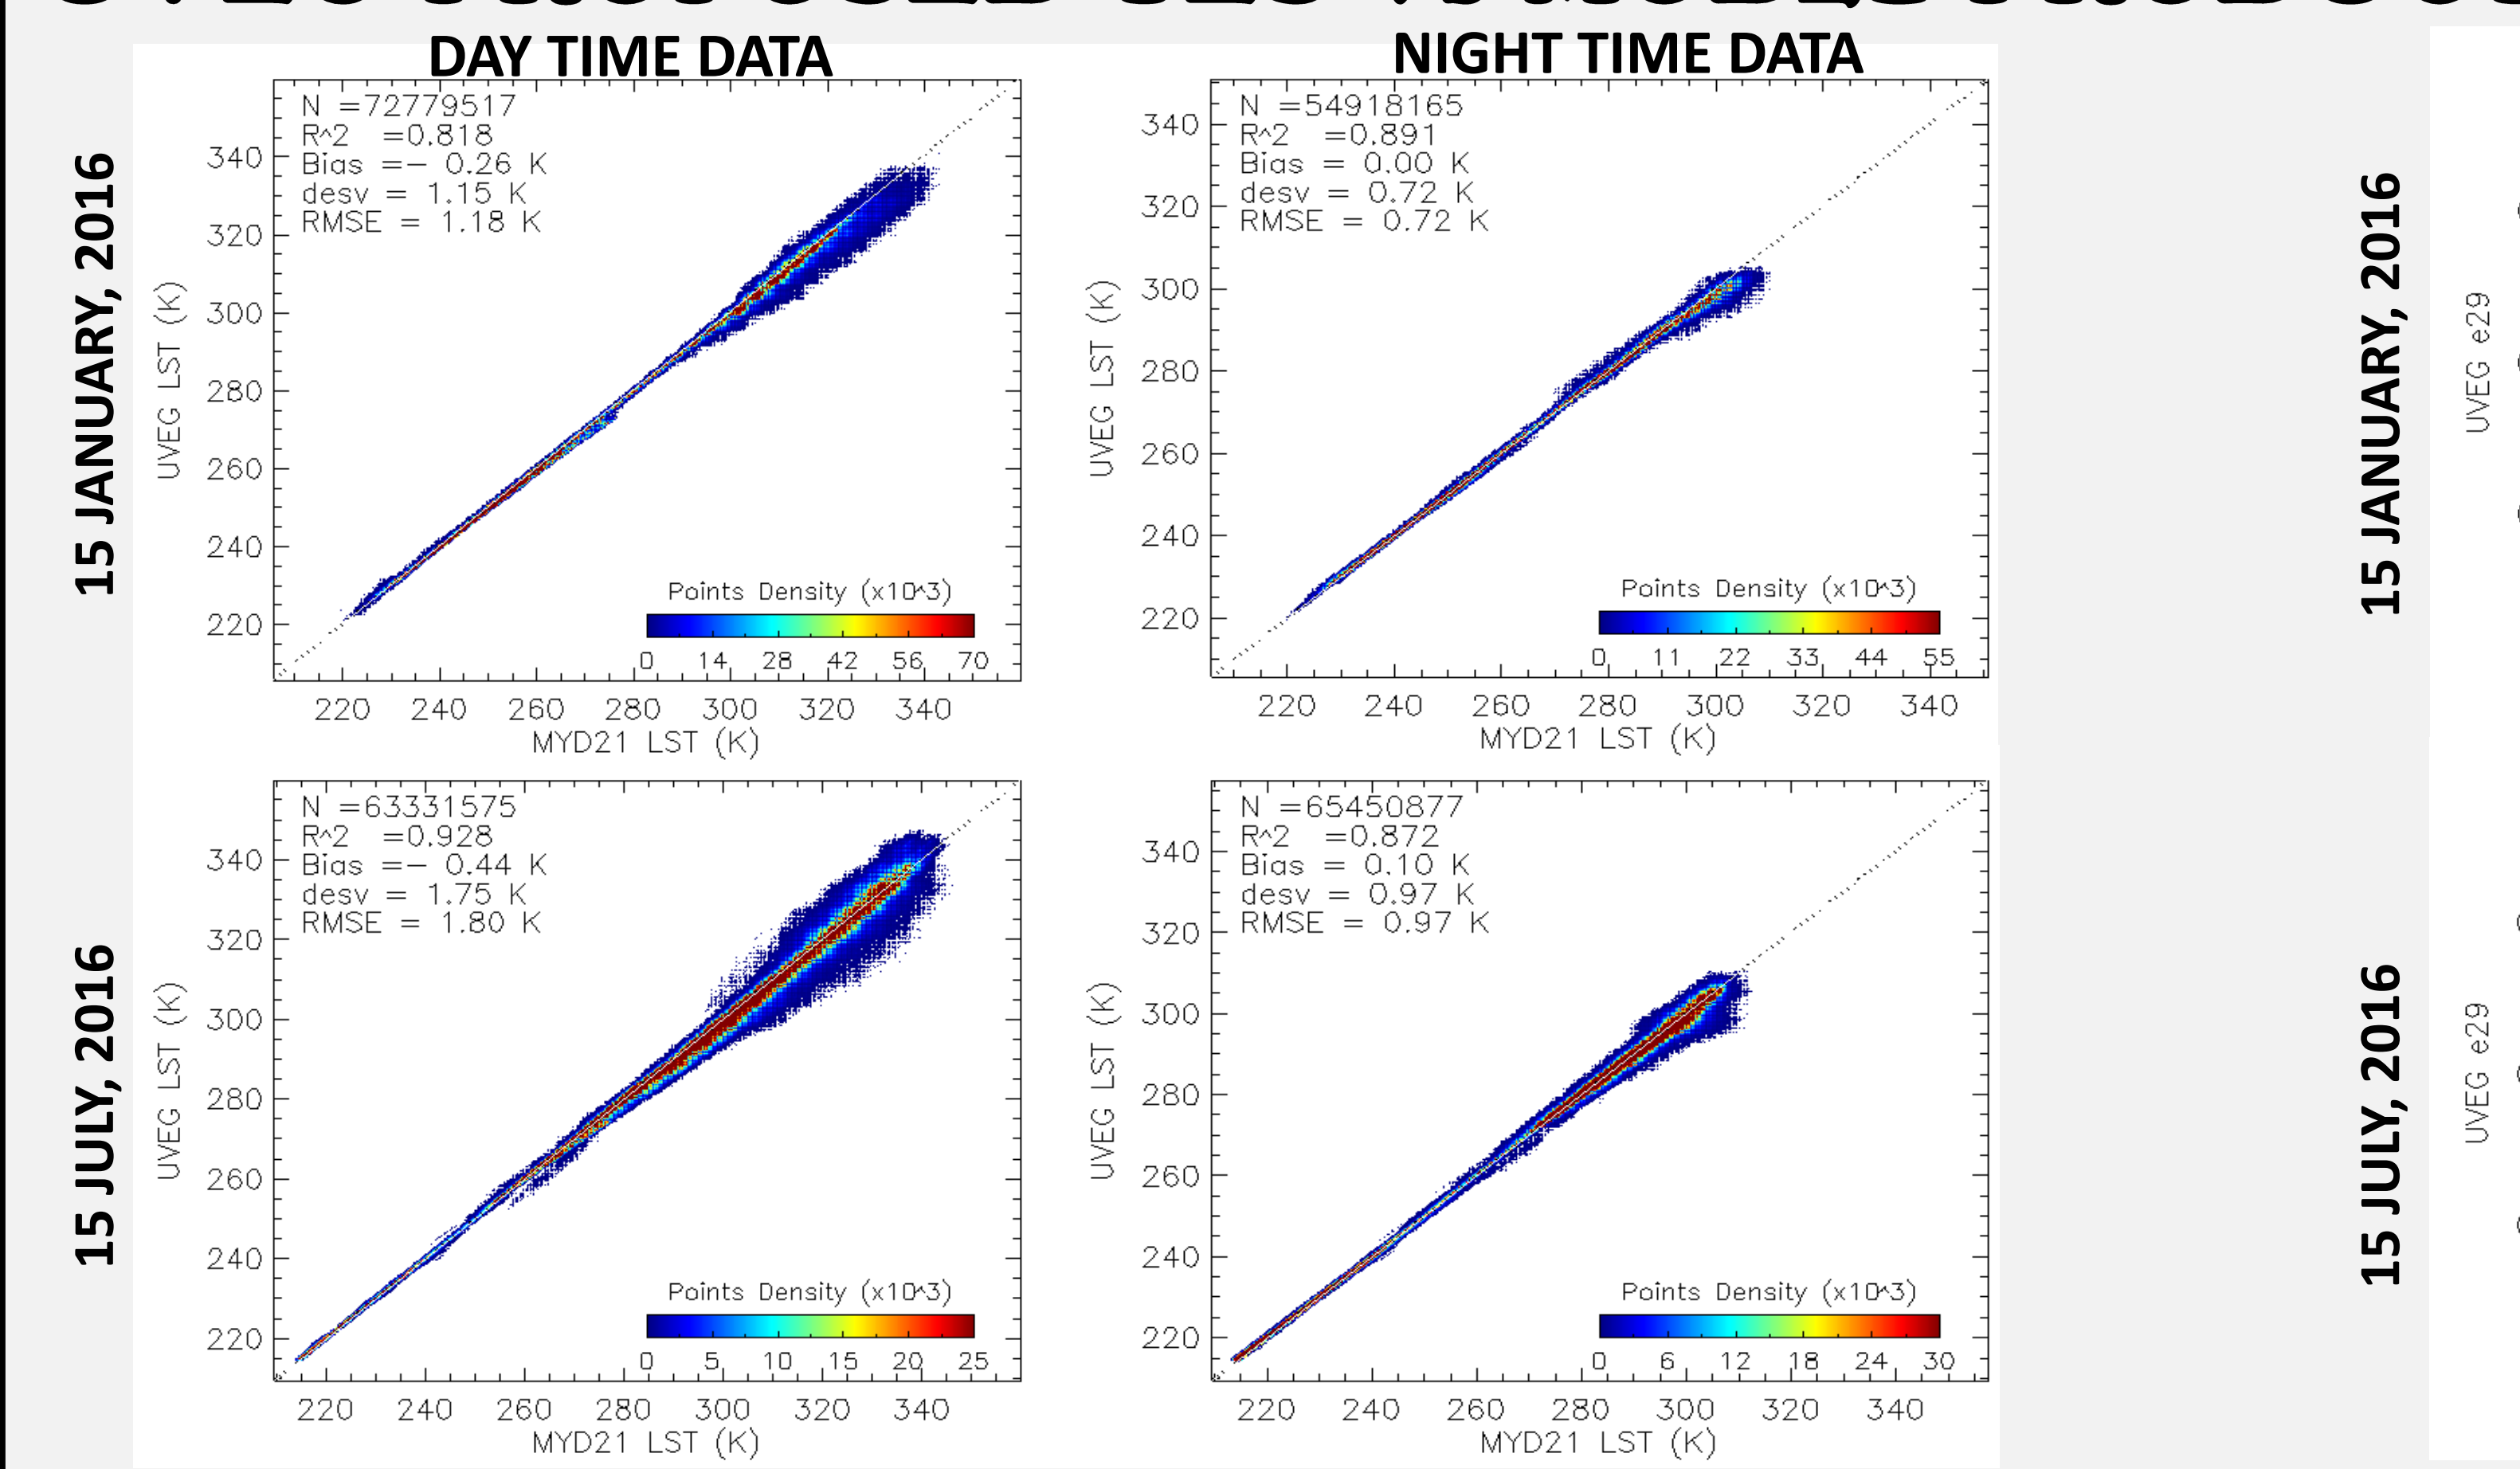 DAY TIME DATA
NIGHT TIME DATA
15 JANUARY, 2016
N =72779517
R^2 =0.818
Bias =- 0.26 K
desv = 1.15 K
RMSE = 1.18 K
UVEG LST (K)
340
320
300
280
260
240
220
Points Density (x10^3)
0 14 28 42 56 70
220 240 260 280 300 320 340
MYD21 LST (K)
N =54918165
R^2 =0.891
Bias = 0.00 K
desv = 0.72 K
RMSE = 0.72 K
UVEG LST (K)
340
320
300
280
260
240
220
Points Density (x10^3)
0 11 22 33 44 55
220 240 260 280 300 320 340
MYD21 LST (K)
15 JANUARY, 2016
UVEG e29
15 JULY, 2016
N =63331575
R^2 =0.928
Bias =- 0.44 K
desv = 1.75 K
RMSE = 1.80 K
UVEG LST (K)
340
320
300
280
260
240
220
Points Density (x10^3)
0 5 10 15 20 25
220 240 260 280 300 320 340
MYD21 LST (K)
N =65450877
R^2 =0.872
Bias = 0.10 K
desv = 0.97 K
RMSE = 0.97 K
UVEG LST (K)
340
320
300
280
260
240
220
Points Density (x10^3)
0 6 12 18 24 30
220 240 260 280 300 320 340
MYD21 LST (K)
15 JULY, 2016
UVEG e29